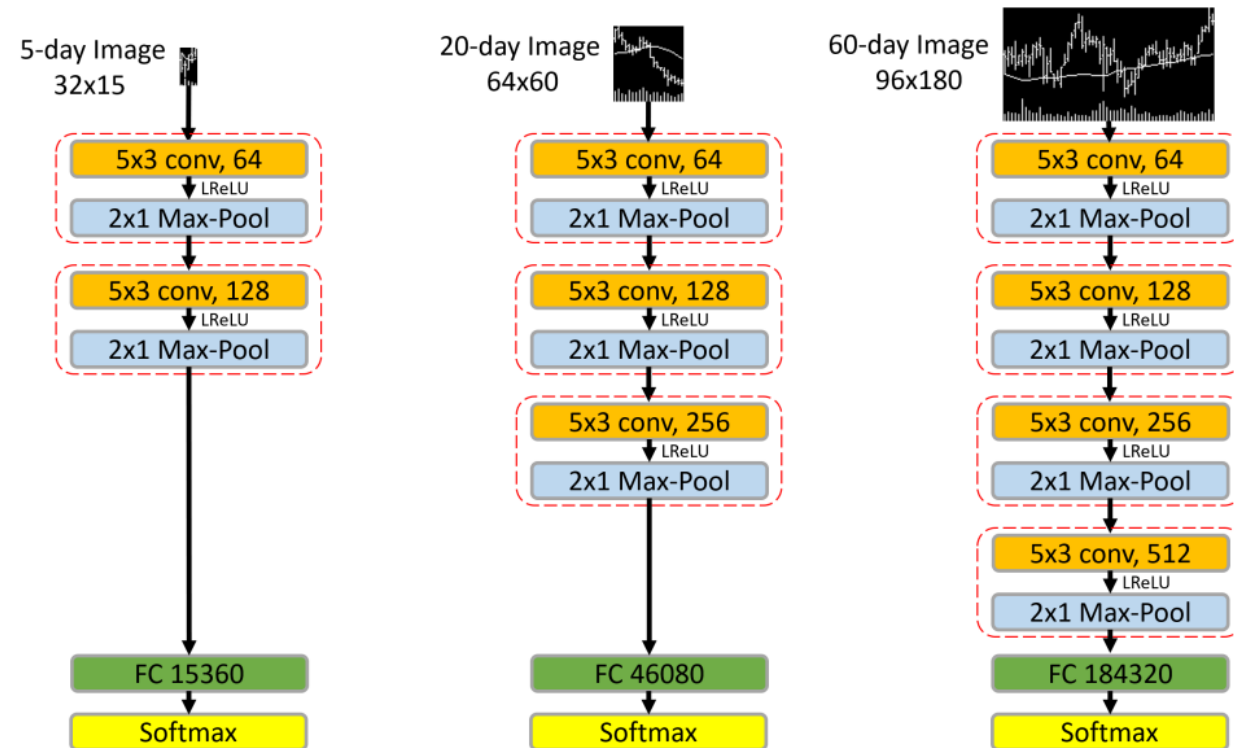 5-day Image
32x15
5x3 conv, 64
LReLU
2x1 Max-Pool
5x3 conv, 128
LReLU
2x1 Max-Pool
FC 15360
Softmax
20-day Image
64x60
5x3 conv, 64
LReLU
2x1 Max-Pool
5x3 conv, 128
LReLU
2x1 Max-Pool
5x3 conv, 256
LReLU
2x1 Max-Pool
FC 46080
Softmax
60-day Image
96x180
5x3 conv, 64
LReLU
2x1 Max-Pool
5x3 conv, 128
LReLU
2x1 Max-Pool
5x3 conv, 256
LReLU
2x1 Max-Pool
5x3 conv, 512
LReLU
2x1 Max-Pool
FC 184320
Softmax